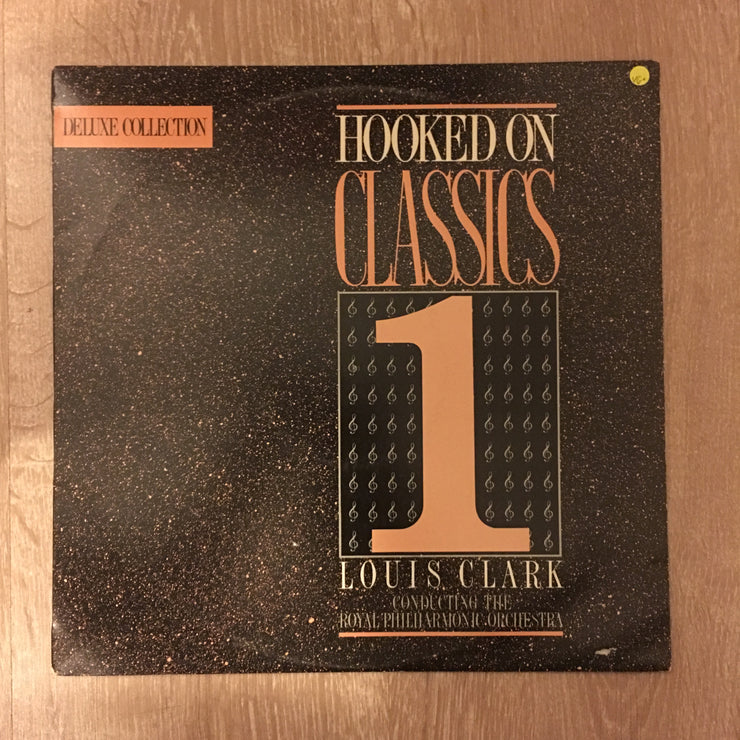 DELUXE COLLECTION
HOOKED ON
CLASSICS
1
LOUIS CLARK
CONDUCTING THE
ROYAL PHILHARMONIC ORCHESTRA